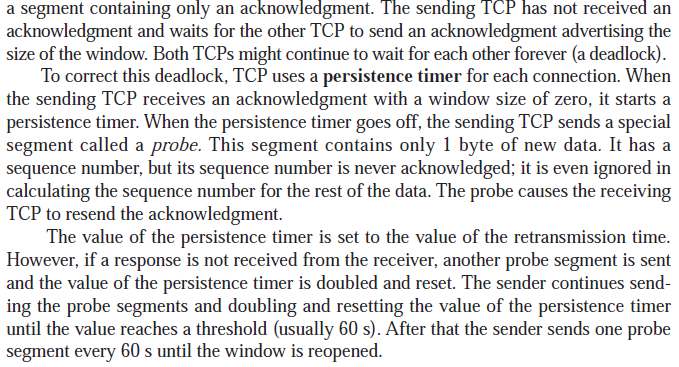 a segment containing only an acknowledgment. The sending TCP has not received an
acknowledgment and waits for the other TCP to send an acknowledgment advertising the
size of the window. Both TCPs might continue to wait for each other forever (a deadlock).
To correct this deadlock, TCP uses a persistence timer for each connection. When
the sending TCP receives an acknowledgment with a window size of zero, it starts a
persistence timer. When the persistence timer goes off, the sending TCP sends a special
segment called a probe. This segment contains only 1 byte of new data. It has a
sequence number, but its sequence number is never acknowledged; it is even ignored in
calculating the sequence number for the rest of the data. The probe causes the receiving
TCP to resend the acknowledgment.
The value of the persistence timer is set to the value of the retransmission time.
However, if a response is not received from the receiver, another probe segment is sent
and the value of the persistence timer is doubled and reset. The sender continues send-
ing the probe segments and doubling and resetting the value of the persistence timer
until the value reaches a threshold (usually 60 s). After that the sender sends one probe
segment every 60 s until the window is reopened.